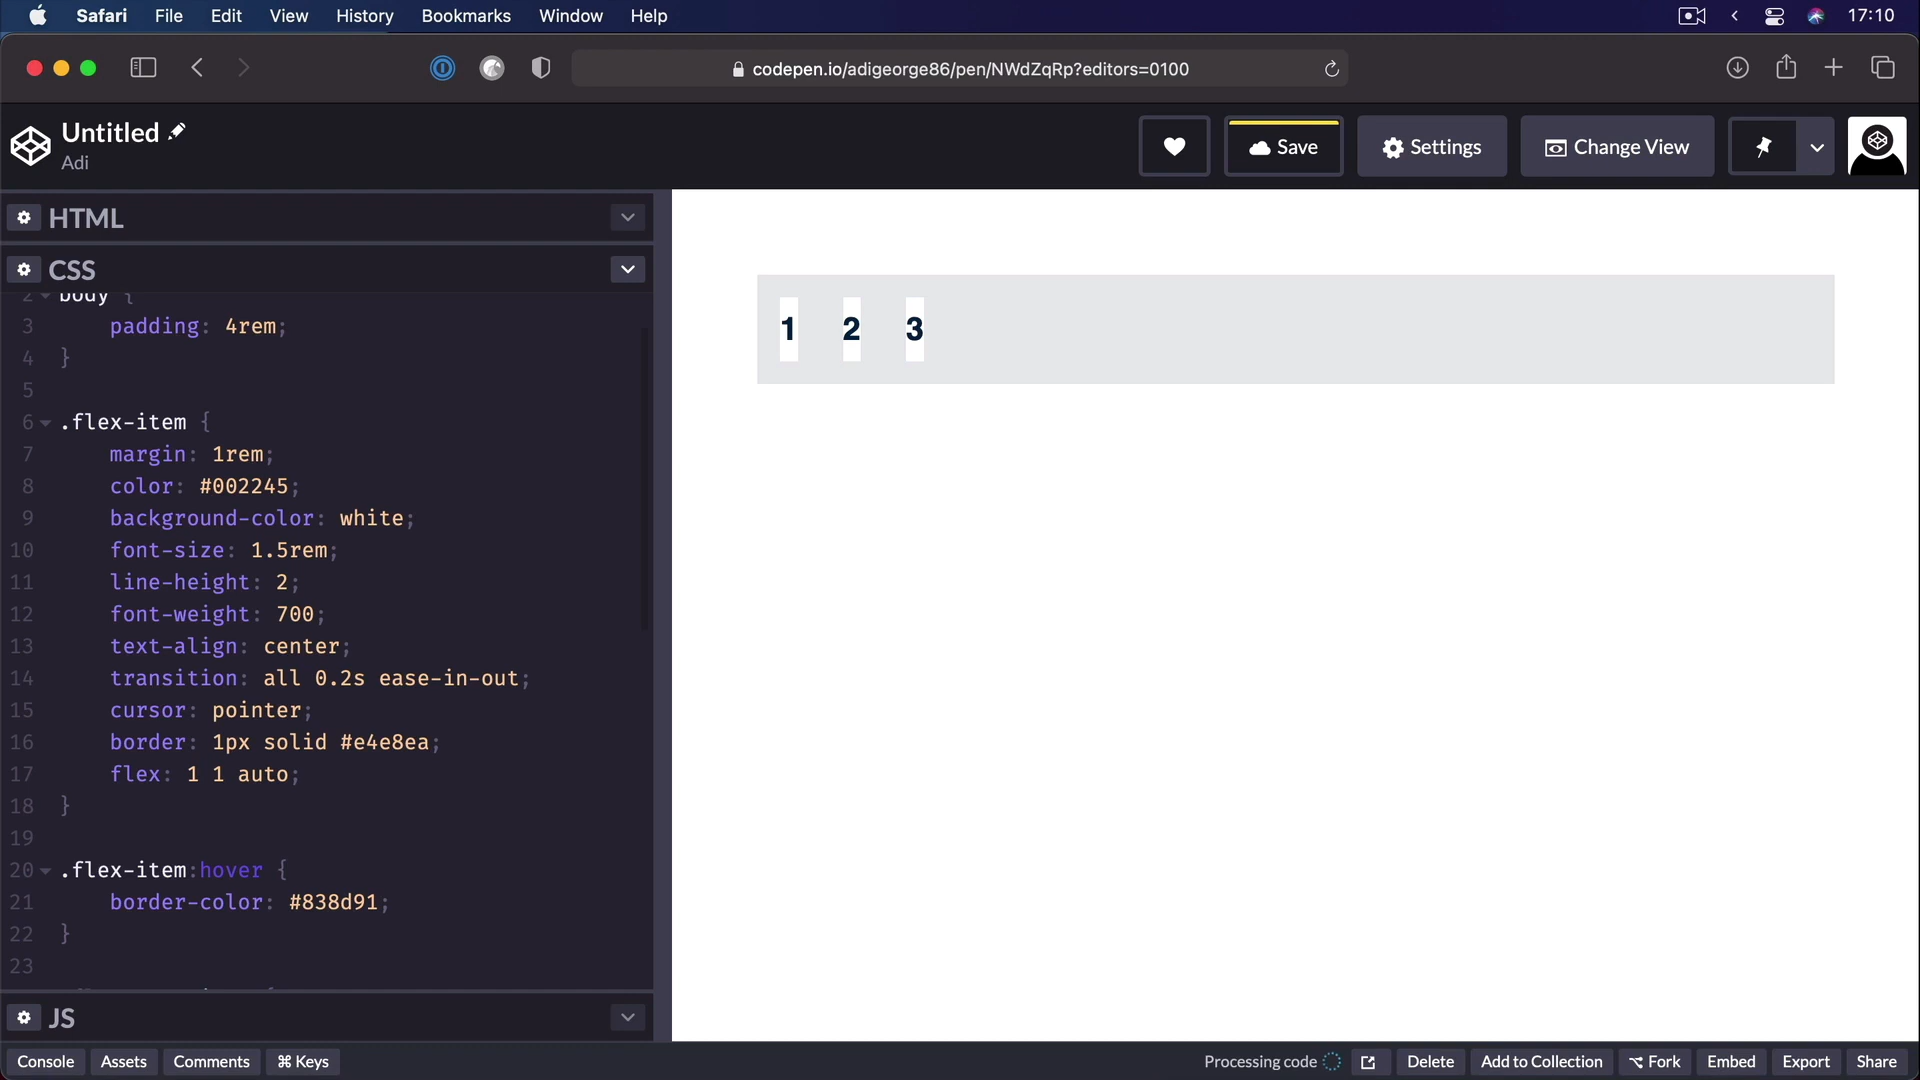 Safari File Edit View History Bookmarks Window Help 17:10
codepen.io/adigeorge86/pen/NWdZqRp?editors=0100
Untitled
Adi
Save Settings Change View
HTML
CSS
2 body {
3 padding: 4rem;
4 }
5
6 .flex-item {
7 margin: 1rem;
8 color: #002245;
9 background-color: white;
10 font-size: 1.5rem;
11 line-height: 2;
12 font-weight: 700;
13 text-align: center;
14 transition: all 0.2s ease-in-out;
15 cursor: pointer;
16 border: 1px solid #e4e8ea;
17 flex: 1 1 auto;
18 }
19
20 .flex-item:hover {
21 border-color: #838d91;
22 }
23
JS
1 2 3
Console Assets Comments ⌘ Keys Processing code Delete Add to Collection ⌥ Fork Embed Export Share